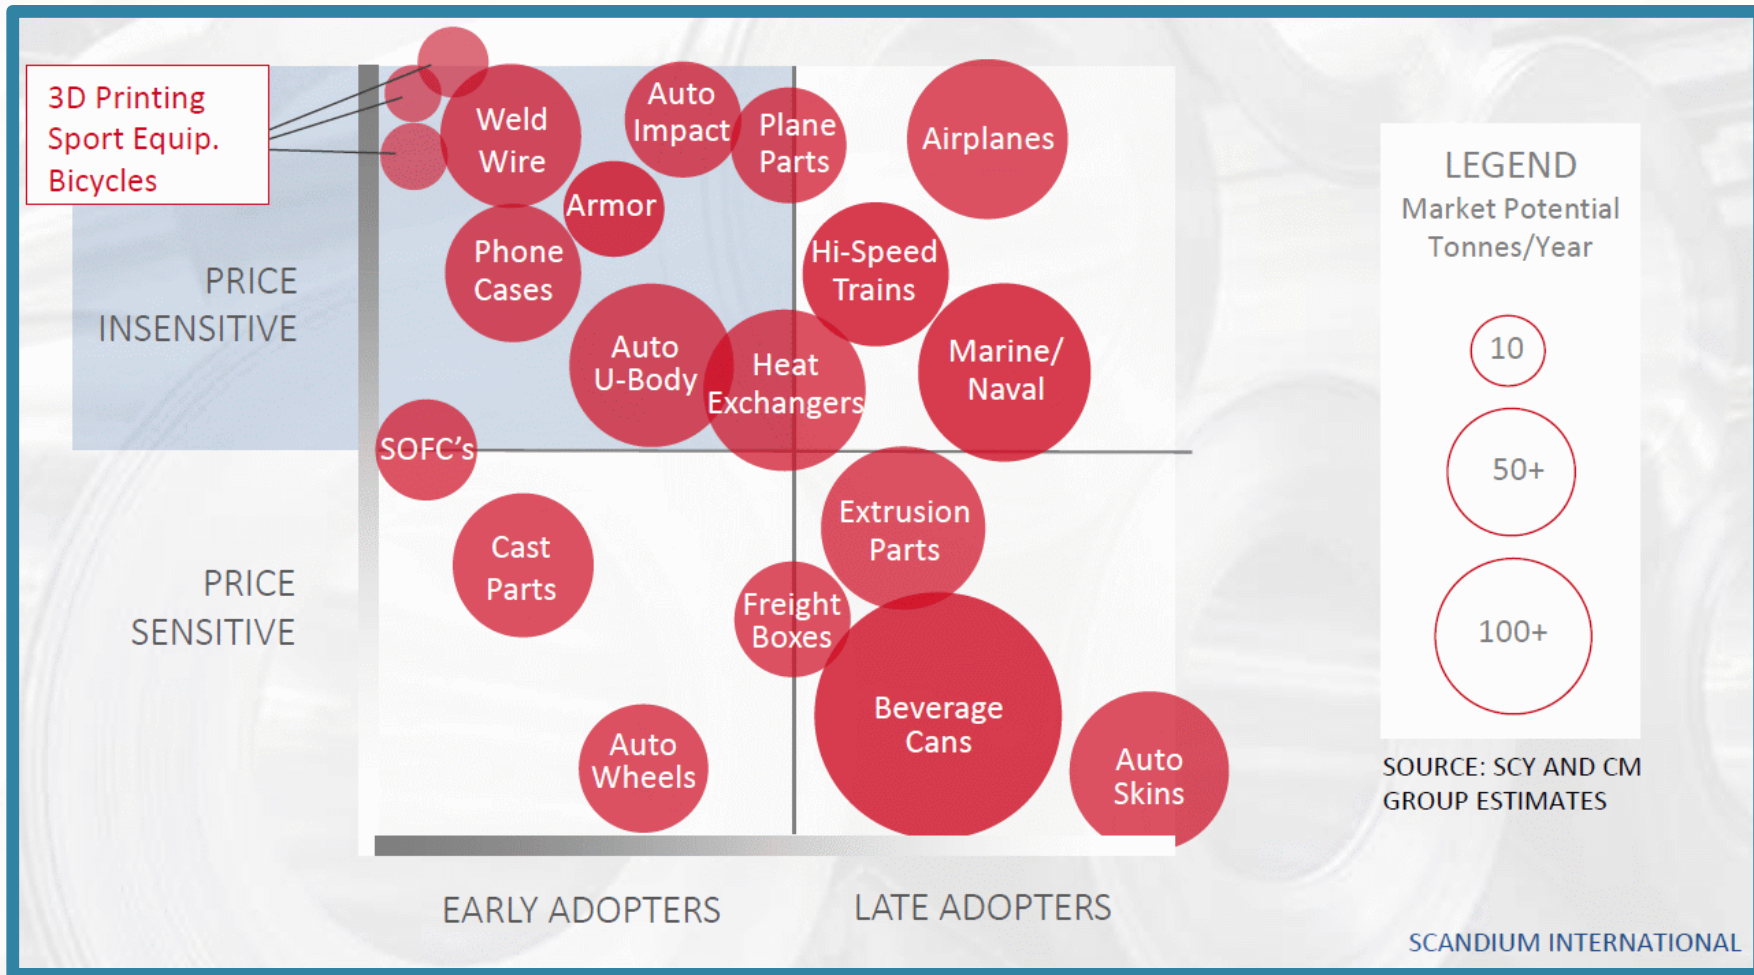 3D Printing
Sport Equip.
Bicycles
Weld
Wire
Auto
Impact
Plane
Parts
Airplanes
Armor
Phone
Cases
Hi-Speed
Trains
Auto
U-Body
Heat
Exchangers
Marine/
Naval
PRICE
INSENSITIVE
SOFC's
Cast
Parts
Extrusion
Parts
Freight
Boxes
PRICE
SENSITIVE
Beverage
Cans
Auto
Wheels
Auto
Skins
EARLY ADOPTERS
LATE ADOPTERS
LEGEND
Market Potential
Tonnes/Year
10
50+
100+
SOURCE: SCY AND CM
GROUP ESTIMATES
SCANDIUM INTERNATIONAL